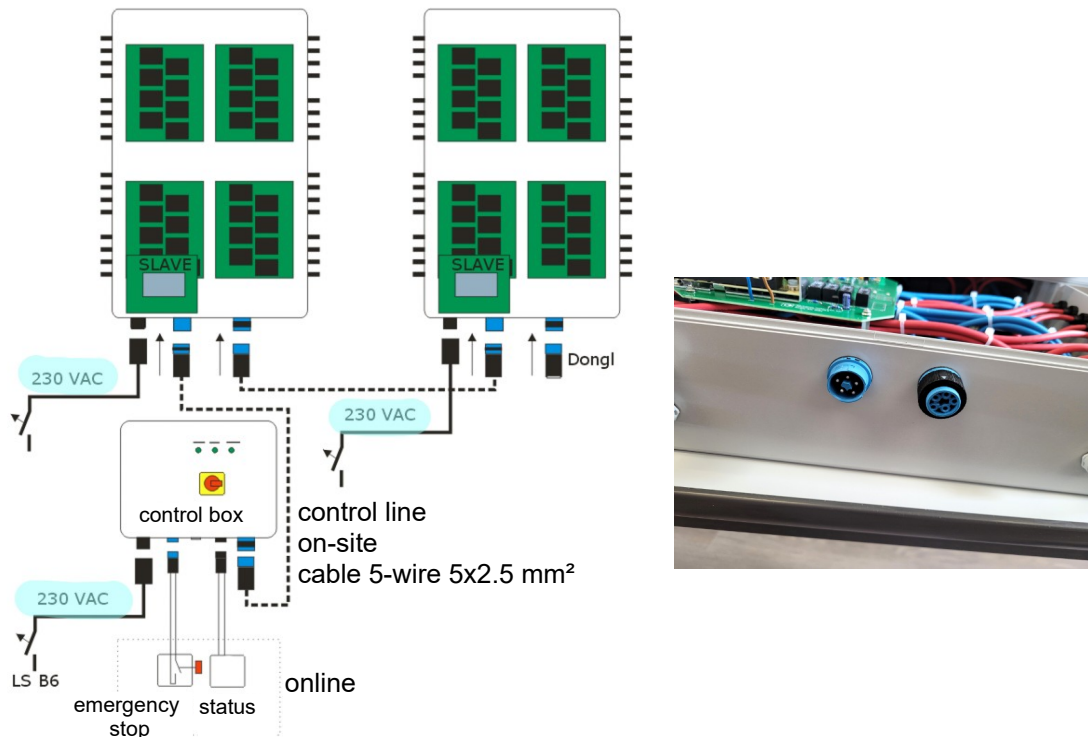 SLAVE
SLAVE
Dongl
230 VAC
230 VAC
control box
control line
on-site
cable 5-wire 5x2.5 mm²
230 VAC
LS B6
online
emergency
stop
status